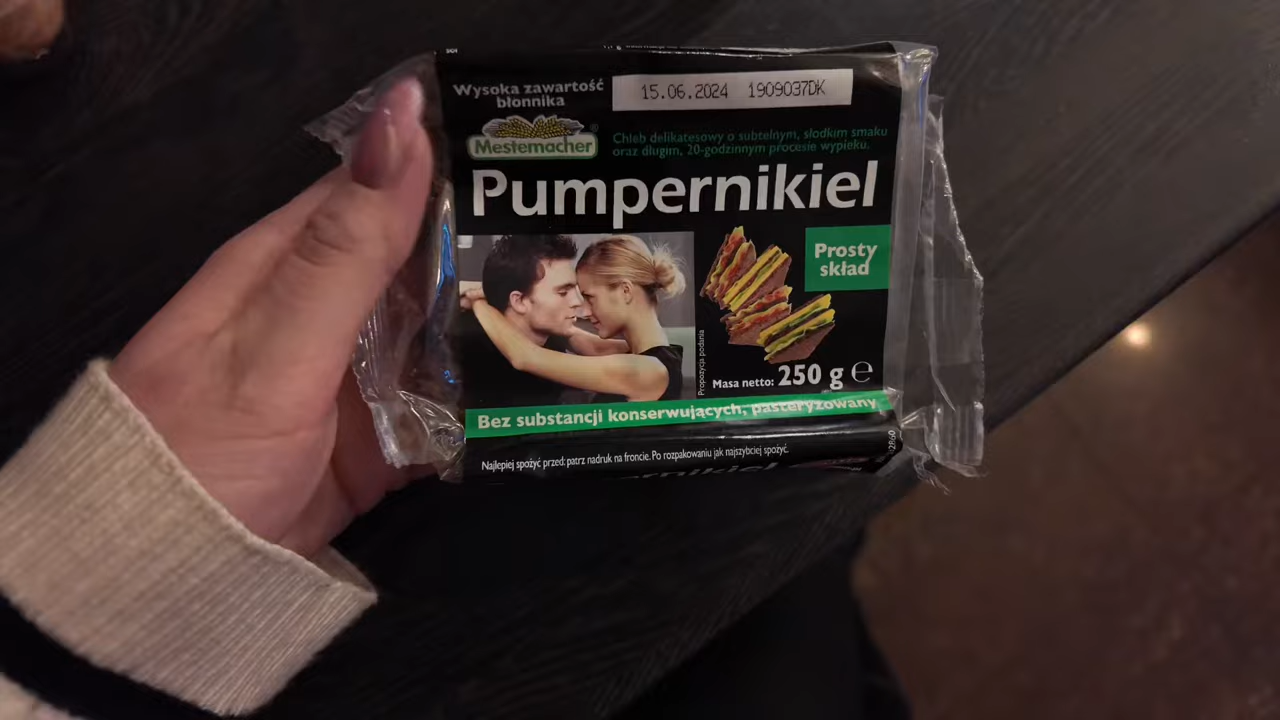 Wysoka zawartość
błonnika
15.06.2024 1909037DK
Mestemacher®
Chleb delikatesowy o subtelnym, słodkim smaku
oraz długim, 20-godzinnym procesie wypieku.
Pumpernikiel
Prosty
skład
Propozycja podania
Masa netto: 250 g ℮
Bez substancji konserwujących, pasteryzowany
Najlepiej spożyć przed: patrz nadruk na froncie. Po rozpakowaniu jak najszybciej spożyć.